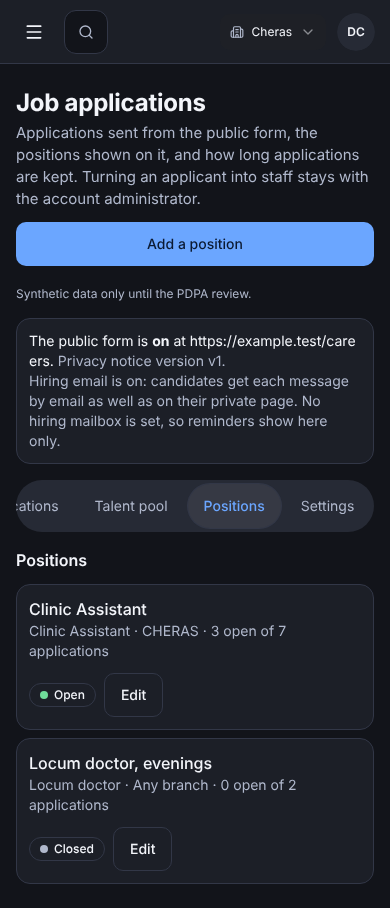 Cheras
DC
Job applications
Applications sent from the public form, the
positions shown on it, and how long applications
are kept. Turning an applicant into staff stays with
the account administrator.
Add a position
Synthetic data only until the PDPA review.
The public form is on at https://example.test/care
ers. Privacy notice version v1.
Hiring email is on: candidates get each message
by email as well as on their private page. No
hiring mailbox is set, so reminders show here
only.
cations Talent pool Positions Settings
Positions
Clinic Assistant
Clinic Assistant · CHERAS · 3 open of 7
applications
Open Edit
Locum doctor, evenings
Locum doctor · Any branch · 0 open of 2
applications
Closed Edit